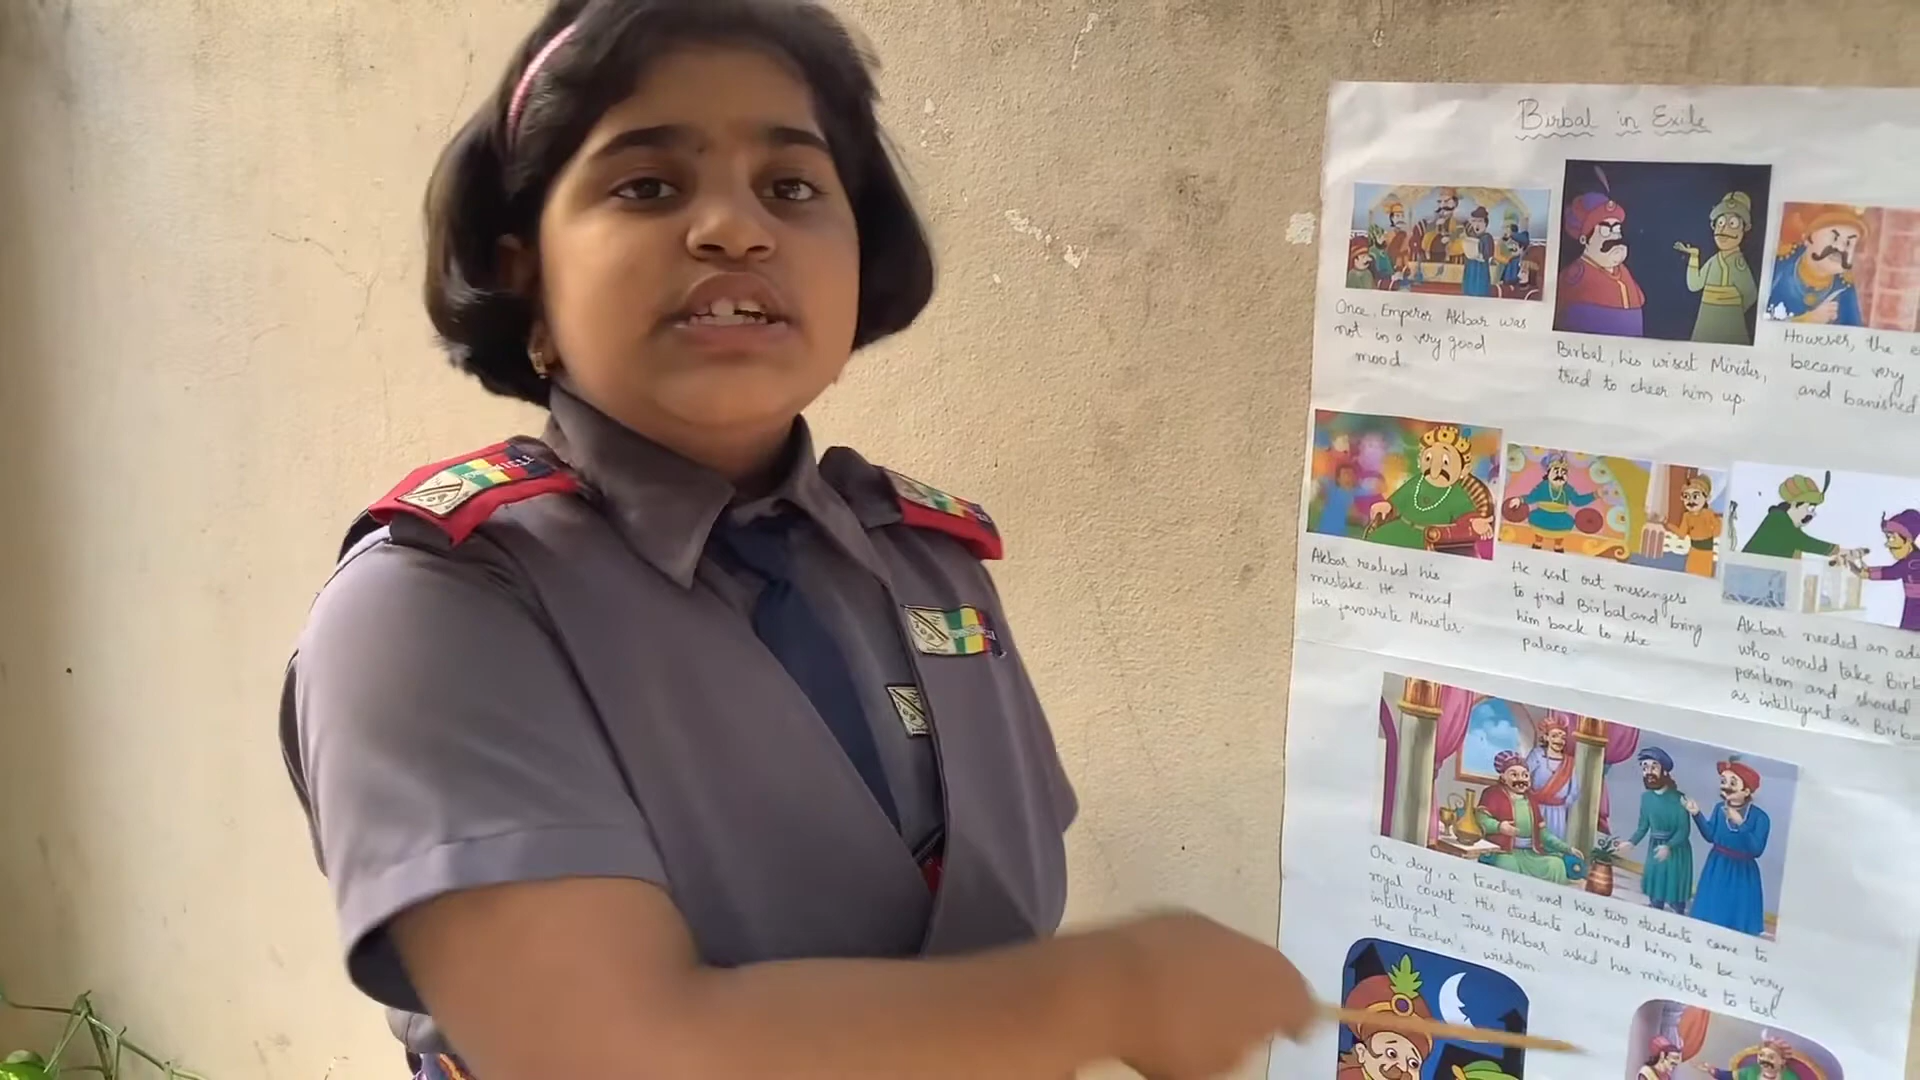 Birbal in Exile
Once, Emperor Akbar was
not in a very good
mood.
Birbal, his wisest Minister,
tried to cheer him up.
However, the e
became very
and banished
Akbar realised his
mistake. He missed
his favourite Minister.
He sent out messengers
to find Birbal and bring
him back to the
palace.
Akbar needed an ad
who would take Birb
position and should
as intelligent as Birba
One day, a teacher and his two students came to
royal court. His students claimed him to be very
intelligent. Thus Akbar asked his ministers to test
the teacher's wisdom.